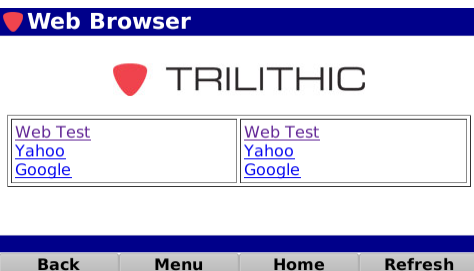 Web Browser
TRILITHIC
Web Test
Yahoo
Google
Web Test
Yahoo
Google
Back Menu Home Refresh